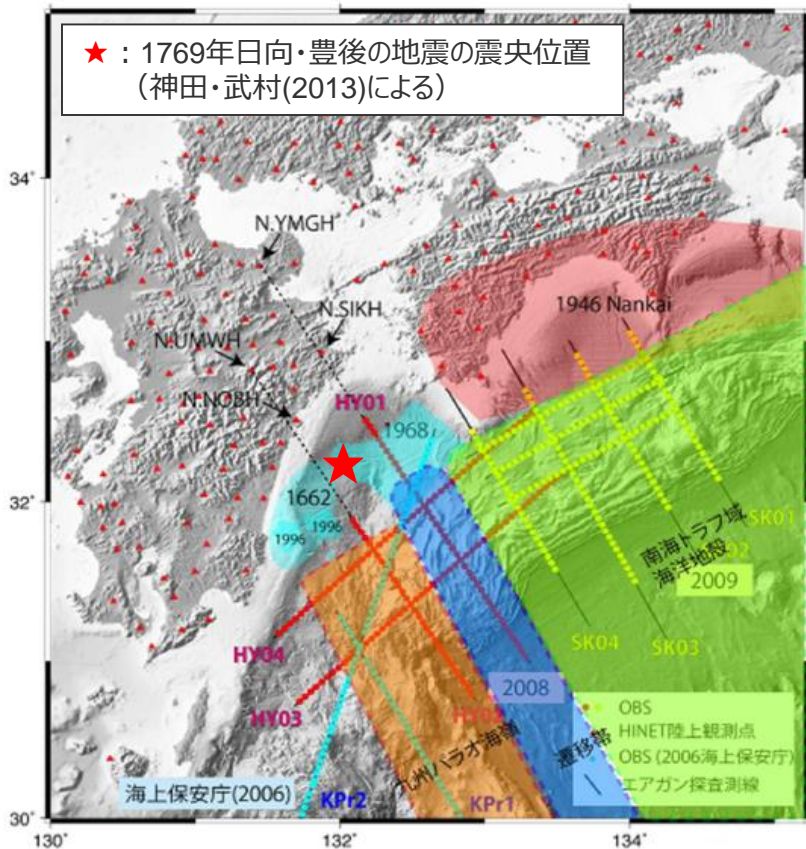 ★：1769年日向・豊後の地震の震央位置
（神田・武村(2013)による）
34°
N.YMGH
1946 Nankai
N.SIKH
N.UMWH
N.NOBH
HY01
1968
32°
1662
1996
1996
SK01
南海トラフ域
海洋地殻
2009
SK04
SK03
HY04
HY03
2008
九州パラオ海嶺
遷移帯
OBS
HINET陸上観測点
OBS (2006海上保安庁)
エアガン探査測線
海上保安庁(2006)
KPr2
KPr1
30°
130°
132°
134°